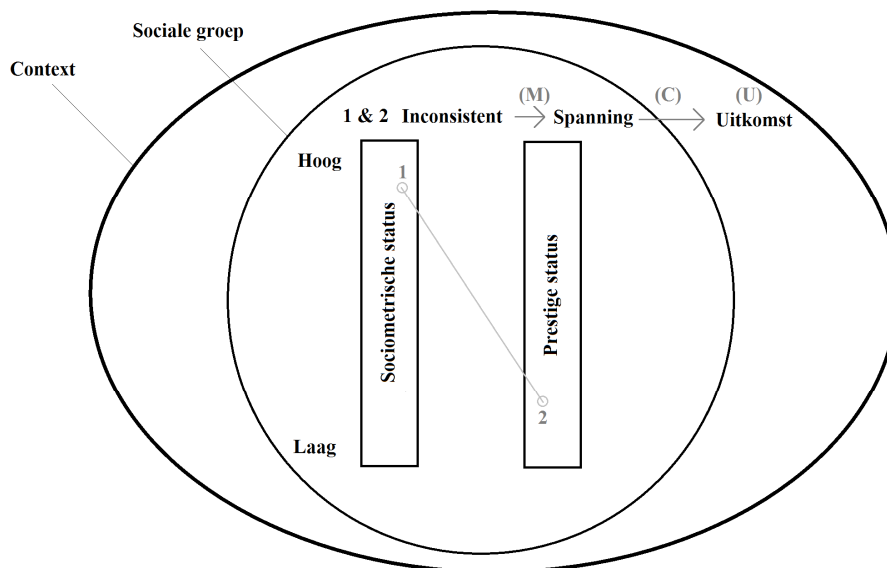 Sociale groep
Context
(M) (C) (U)
1 & 2 Inconsistent Spanning Uitkomst
Hoog
1
Sociometrische status
Prestige status
2
Laag